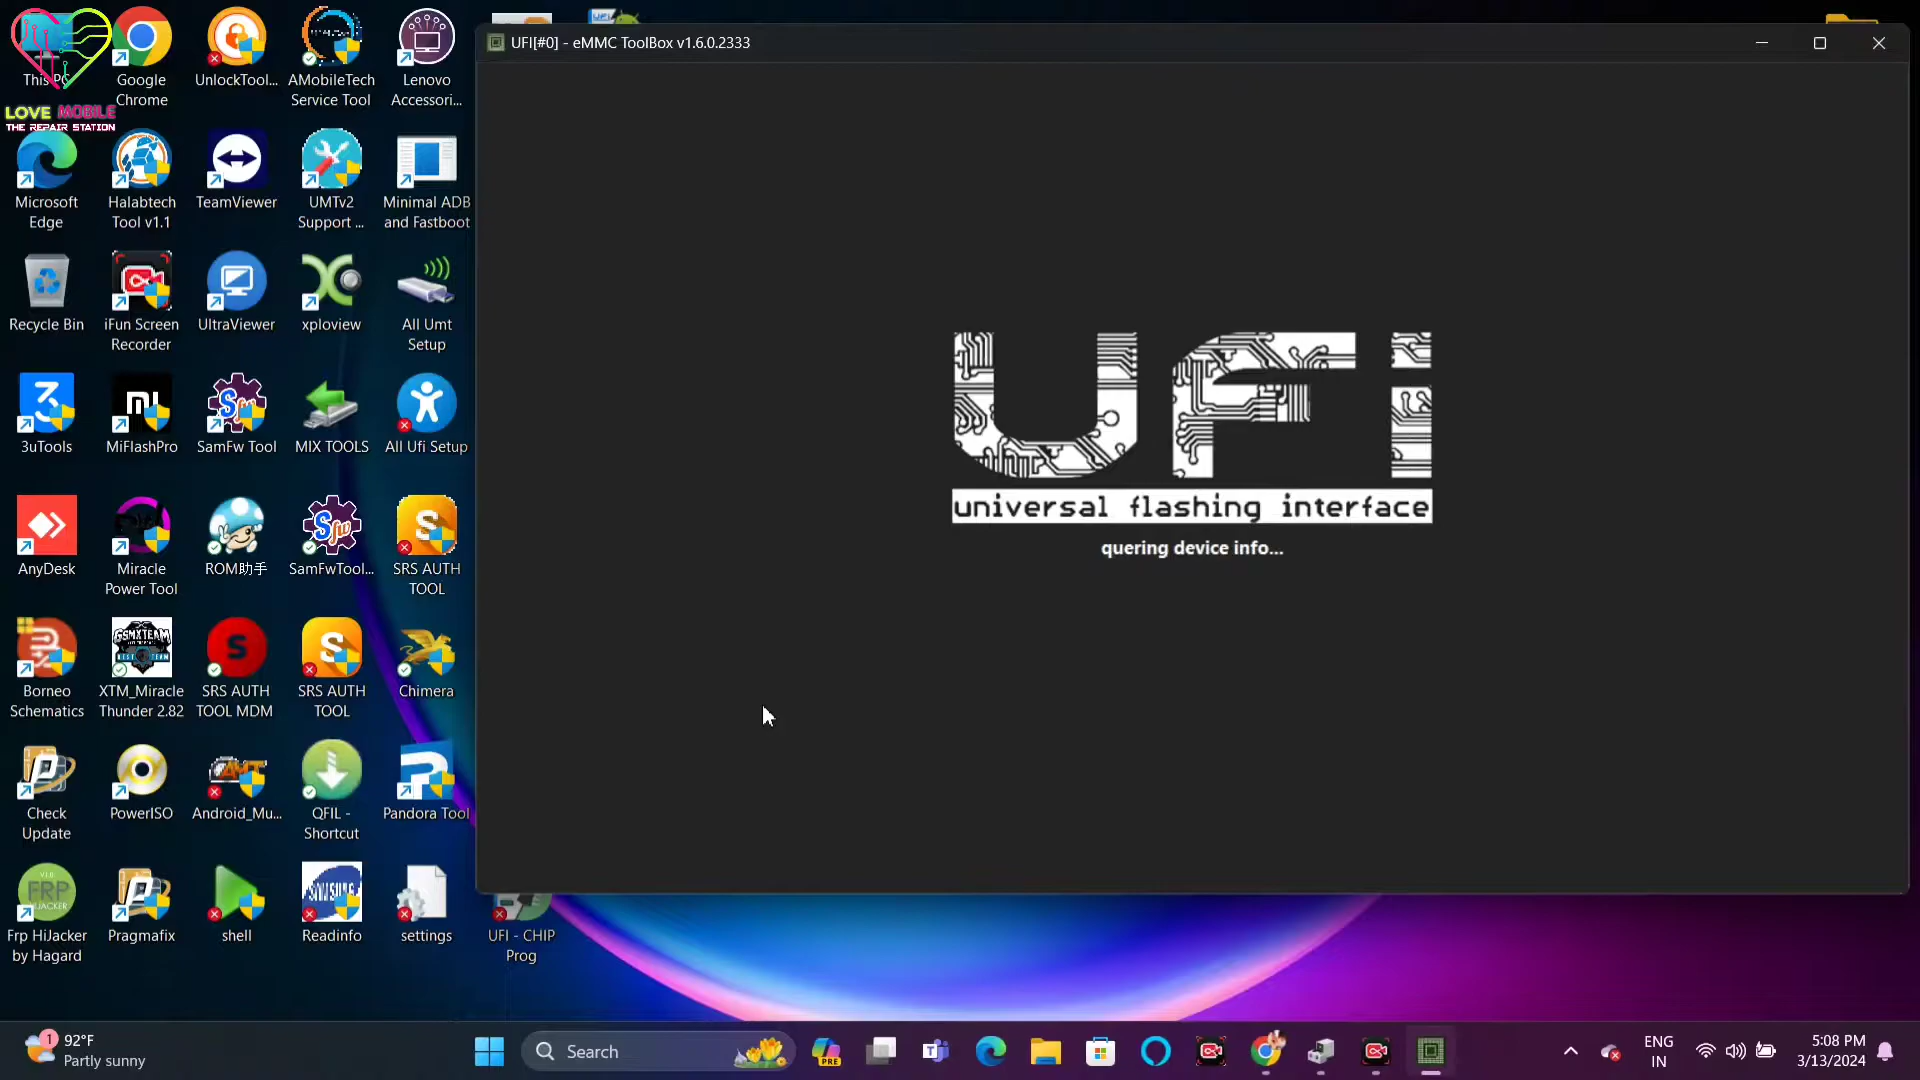 This PC
Google
Chrome
UnlockTool...
AMobileTech
Service Tool
Lenovo
Accessori...
LOVE MOBILE
THE REPAIR STATION
Microsoft
Edge
Halabtech
Tool v1.1
TeamViewer
UMTv2
Support ...
Minimal ADB
and Fastboot
Recycle Bin
iFun Screen
Recorder
UltraViewer
xploview
All Umt
Setup
3uTools
MiFlashPro
SamFw Tool
MIX TOOLS
All Ufi Setup
AnyDesk
Miracle
Power Tool
ROM助手
SamFwTool...
SRS AUTH
TOOL
Borneo
Schematics
XTM_Miracle
Thunder 2.82
SRS AUTH
TOOL MDM
SRS AUTH
TOOL
Chimera
Check
Update
PowerISO
Android_Mu...
QFIL -
Shortcut
Pandora Tool
Frp HiJacker
by Hagard
Pragmafix
shell
Readinfo
settings
UFI - CHIP
Prog
UFI[#0] - eMMC ToolBox v1.6.0.2333
UFi
universal flashing interface
quering device info...
1
92°F
Partly sunny
Search
PRE
ENG
IN
5:08 PM
3/13/2024